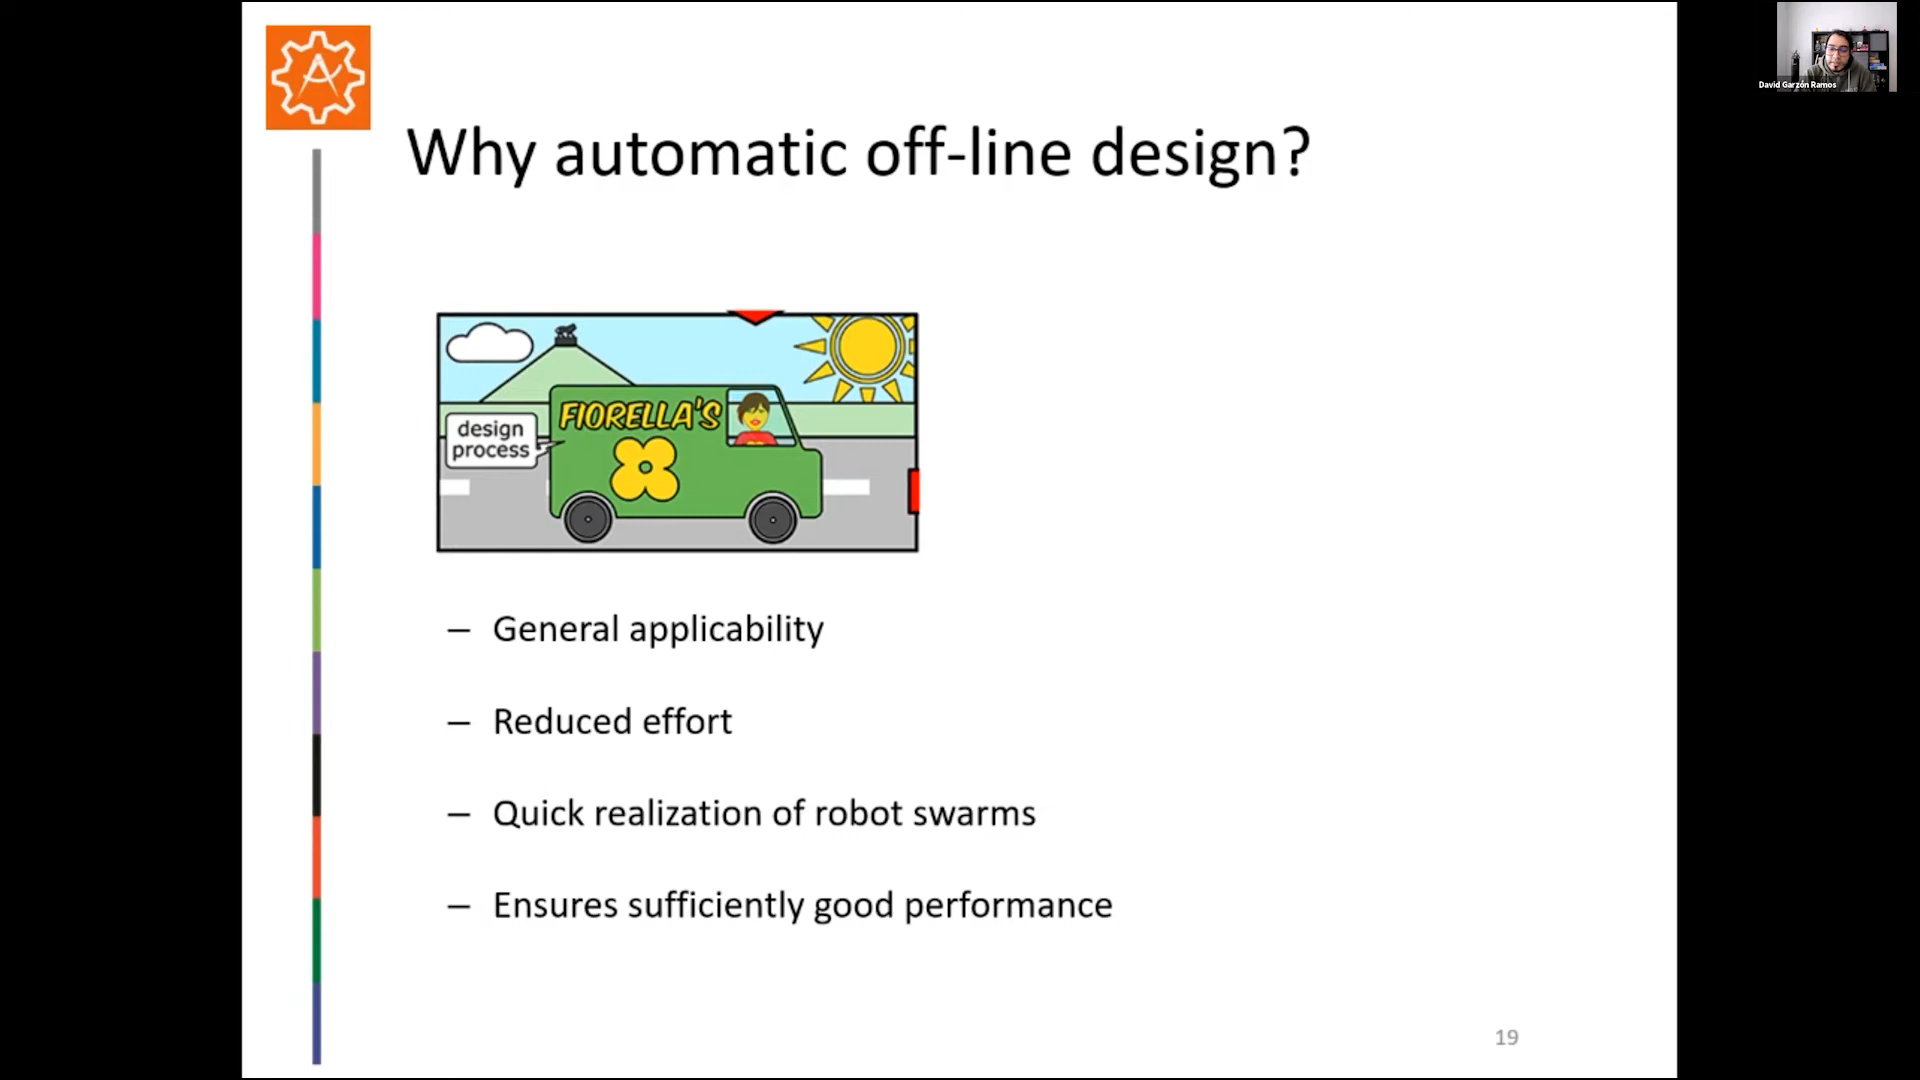 David Garzón Ramos
Why automatic off-line design?
FIORELLA'S
design
process
– General applicability
– Reduced effort
– Quick realization of robot swarms
– Ensures sufficiently good performance
19